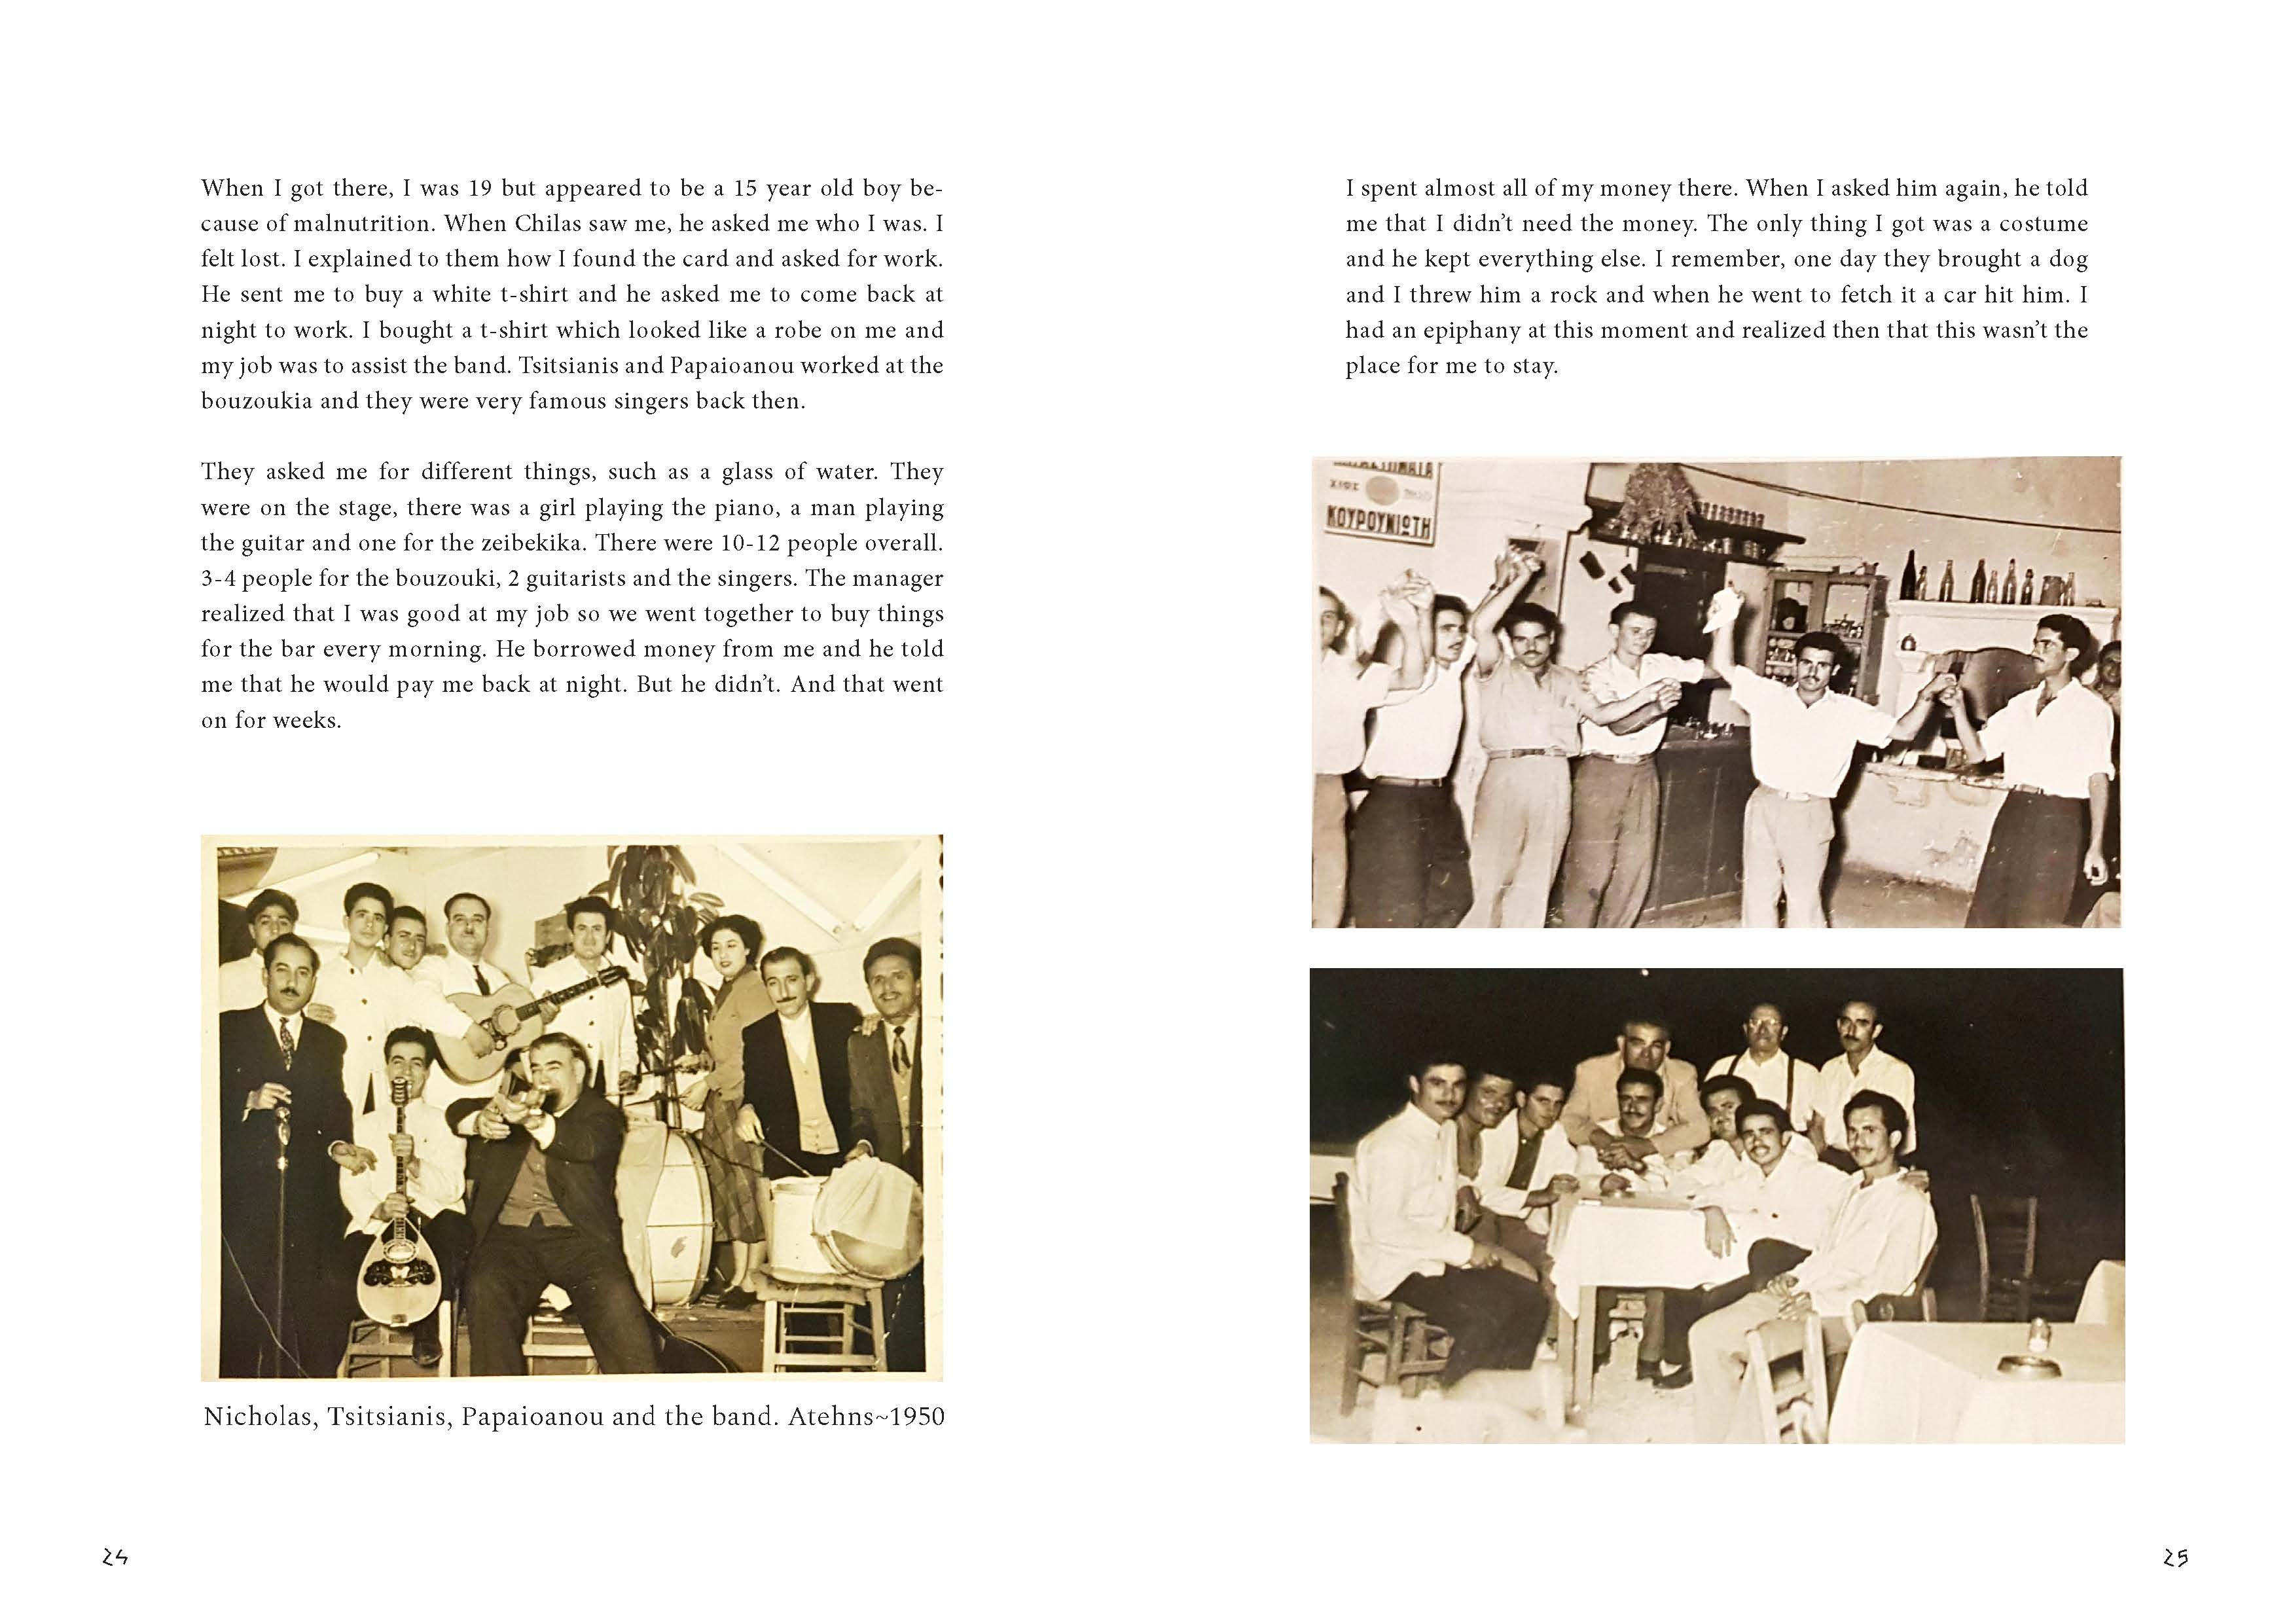 When I got there, I was 19 but appeared to be a 15 year old boy be-
cause of malnutrition. When Chilas saw me, he asked me who I was. I
felt lost. I explained to them how I found the card and asked for work.
He sent me to buy a white t-shirt and he asked me to come back at
night to work. I bought a t-shirt which looked like a robe on me and
my job was to assist the band. Tsitsianis and Papaioanou worked at the
bouzoukia and they were very famous singers back then.
They asked me for different things, such as a glass of water. They
were on the stage, there was a girl playing the piano, a man playing
the guitar and one for the zeibekika. There were 10-12 people overall.
3-4 people for the bouzouki, 2 guitarists and the singers. The manager
realized that I was good at my job so we went together to buy things
for the bar every morning. He borrowed money from me and he told
me that he would pay me back at night. But he didn’t. And that went
on for weeks.
Nicholas, Tsitsianis, Papaioanou and the band. Atehns~1950
24
I spent almost all of my money there. When I asked him again, he told
me that I didn’t need the money. The only thing I got was a costume
and he kept everything else. I remember, one day they brought a dog
and I threw him a rock and when he went to fetch it a car hit him. I
had an epiphany at this moment and realized then that this wasn’t the
place for me to stay.
ΧΙΟΣ
ΚΟΥΡΟΥΝΙΩΤΗ
25